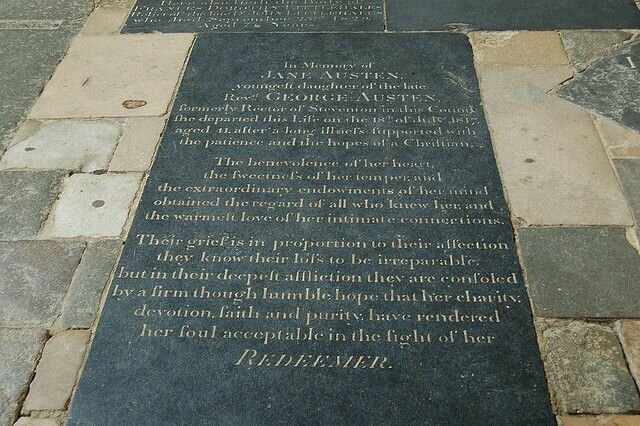 who died September 
Aged 72 Years.
In Memory of
JANE AUSTEN,
youngest daughter of the late
Revd. GEORGE AUSTEN,
formerly Rector of Steventon in this County
she departed this Life on the 18th of July 1817,
aged 41, after a long illneſs supported with
the patience and the hopes of a Christian.
The benevolence of her heart,
the ſweetneſs of her temper, and
the extraordinary endowments of her mind
obtained the regard of all who knew her, and
the warmeſt love of her intimate connections.
Their grief is in proportion to their affection
they know their loſs to be irreparable,
but in their deepeſt affliction they are conſoled
by a firm though humble hope that her charity,
devotion, faith and purity, have rendered
her ſoul acceptable in the ſight of her
REDEEMER.